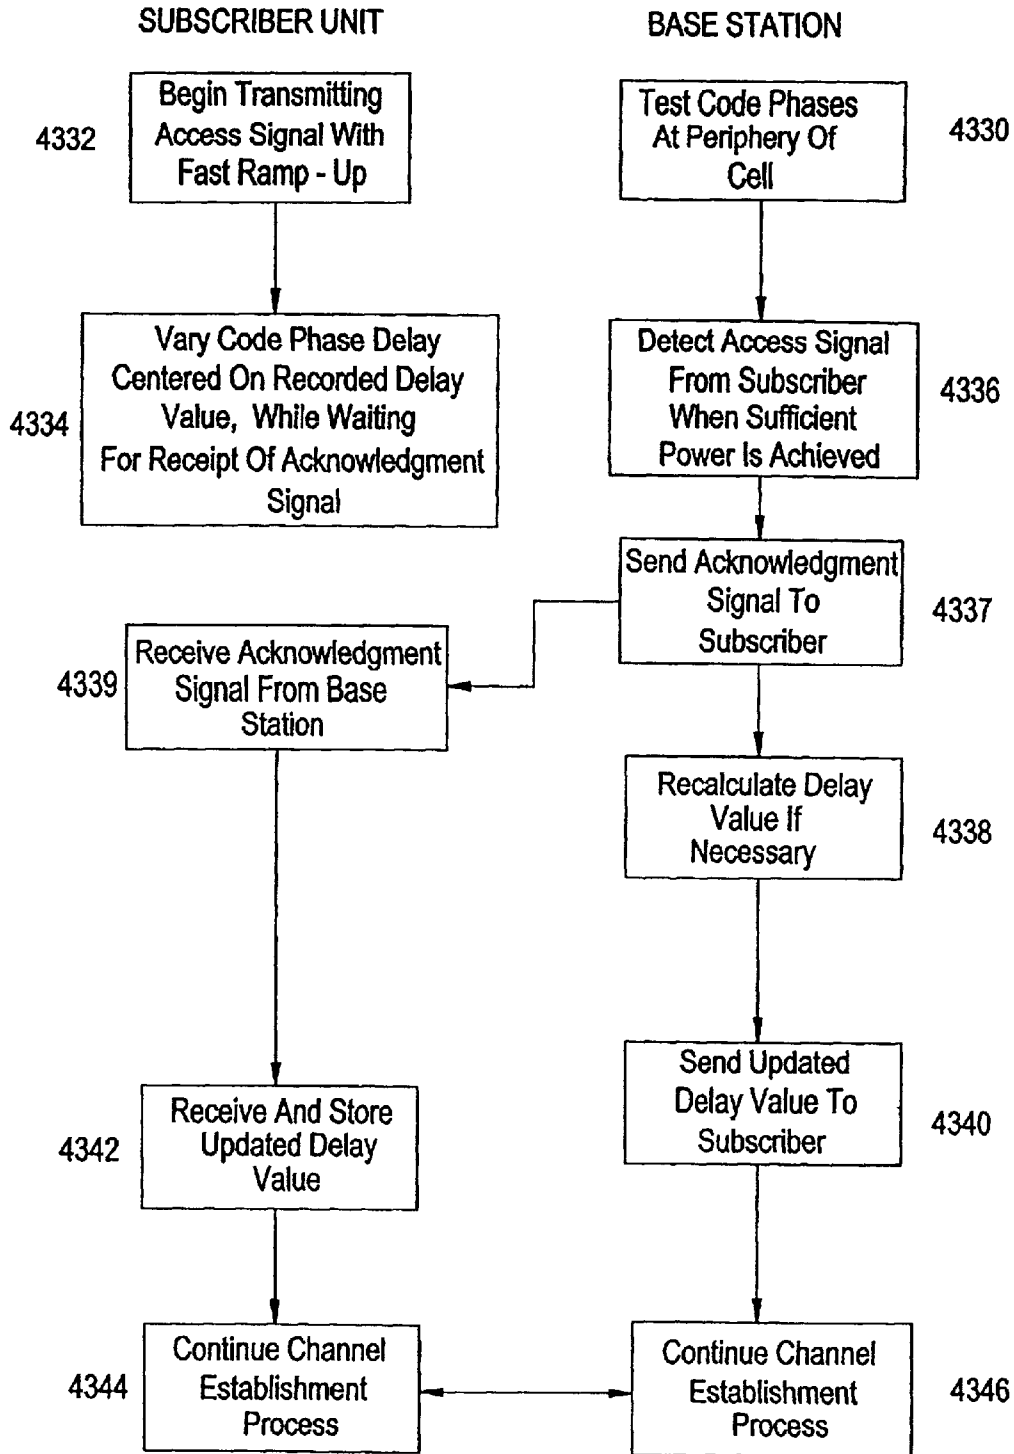 SUBSCRIBER UNIT
BASE STATION
4332
Begin Transmitting
Access Signal With
Fast Ramp - Up
Test Code Phases
At Periphery Of
Cell
4330
4334
Vary Code Phase Delay
Centered On Recorded Delay
Value, While Waiting
For Receipt Of Acknowledgment
Signal
Detect Access Signal
From Subscriber
When Sufficient
Power Is Achieved
4336
Send Acknowledgment
Signal To
Subscriber
4337
4339
Receive Acknowledgment
Signal From Base
Station
Recalculate Delay
Value If
Necessary
4338
Send Updated
Delay Value To
Subscriber
4340
4342
Receive And Store
Updated Delay
Value
4344
Continue Channel
Establishment
Process
Continue Channel
Establishment
Process
4346